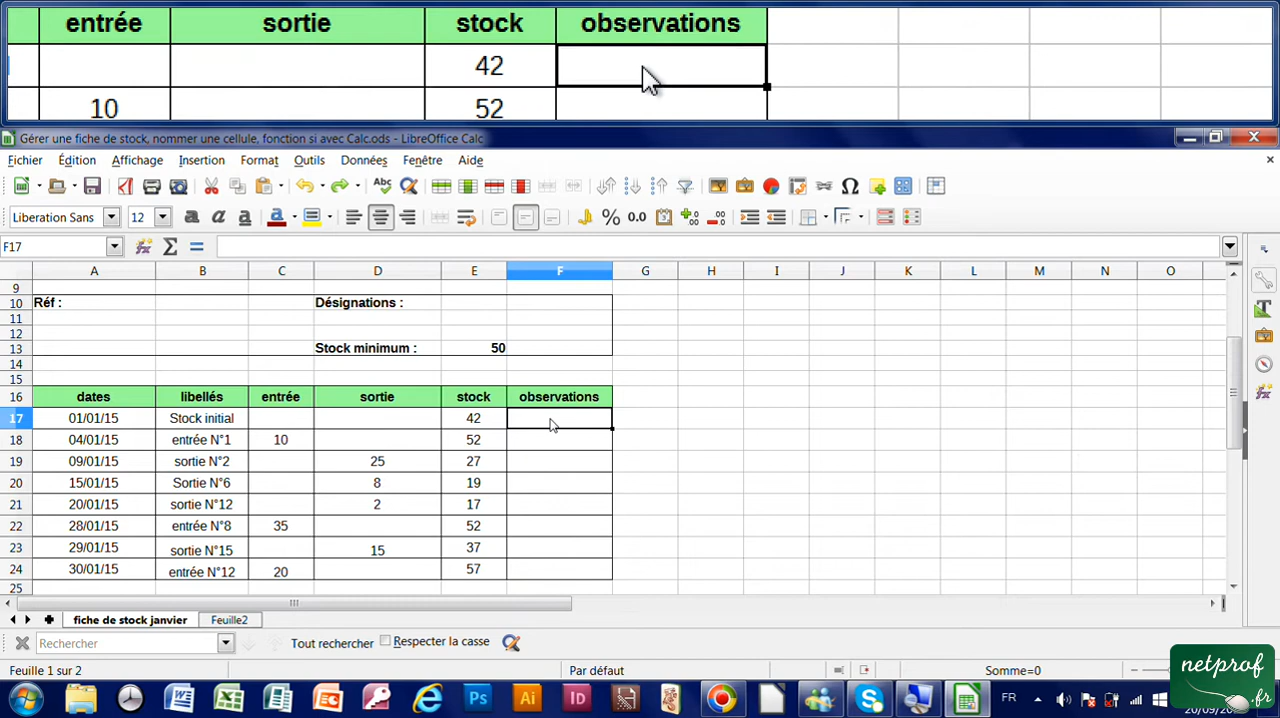 entrée sortie stock observations
42
10 52
Gérer une fiche de stock, nommer une cellule, fonction si avec Calc.ods - LibreOffice Calc
Fichier Édition Affichage Insertion Format Outils Données Fenêtre Aide
Liberation Sans 12
F17
A B C D E F G H I J K L M N O
9
10 Réf : Désignations :
11
12
13 Stock minimum : 50
14
15
16 dates libellés entrée sortie stock observations
17 01/01/15 Stock initial 42
18 04/01/15 entrée N°1 10 52
19 09/01/15 sortie N°2 25 27
20 15/01/15 Sortie N°6 8 19
21 20/01/15 sortie N°12 2 17
22 28/01/15 entrée N°8 35 52
23 29/01/15 sortie N°15 15 37
24 30/01/15 entrée N°12 20 57
25
fiche de stock janvier Feuille2
Rechercher Tout rechercher Respecter la casse
Feuille 1 sur 2 Par défaut Somme=0
netprof.fr
Ps Ai Id FR